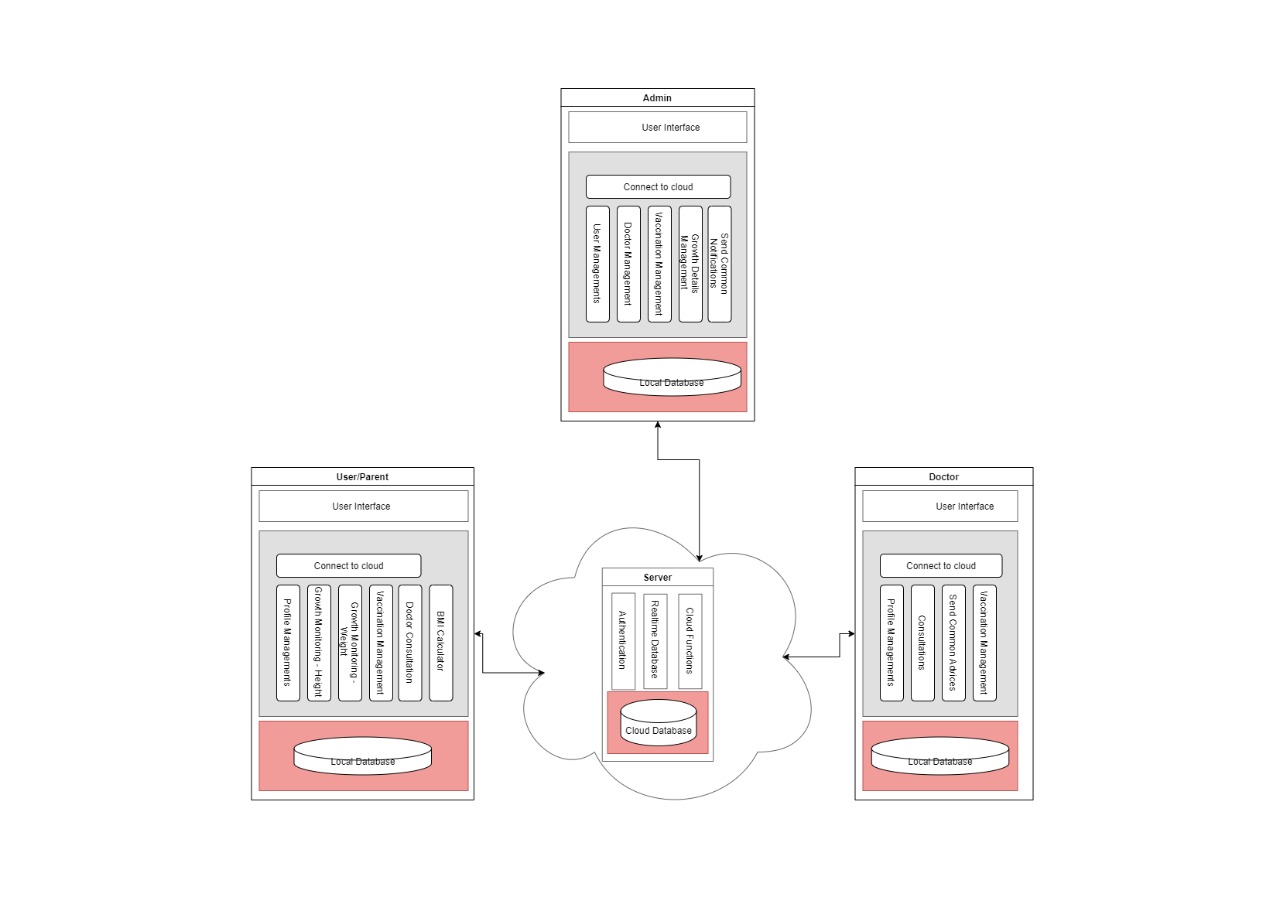 Admin
User Interface
Connect to cloud
User Managements
Doctor Management
Vaccination Management
Growth Details
Management
Send Common
Notifications
Local Database
User/Parent
User Interface
Connect to cloud
Profile Managements
Growth Monitoring - Height
Growth Monitoring -
Weight
Vaccination Management
Doctor Consultation
BMI Calculator
Local Database
Server
Authentication
Realtime Database
Cloud Functions
Cloud Database
Doctor
User Interface
Connect to cloud
Profile Managements
Consultations
Send Common Advices
Vaccination Management
Local Database